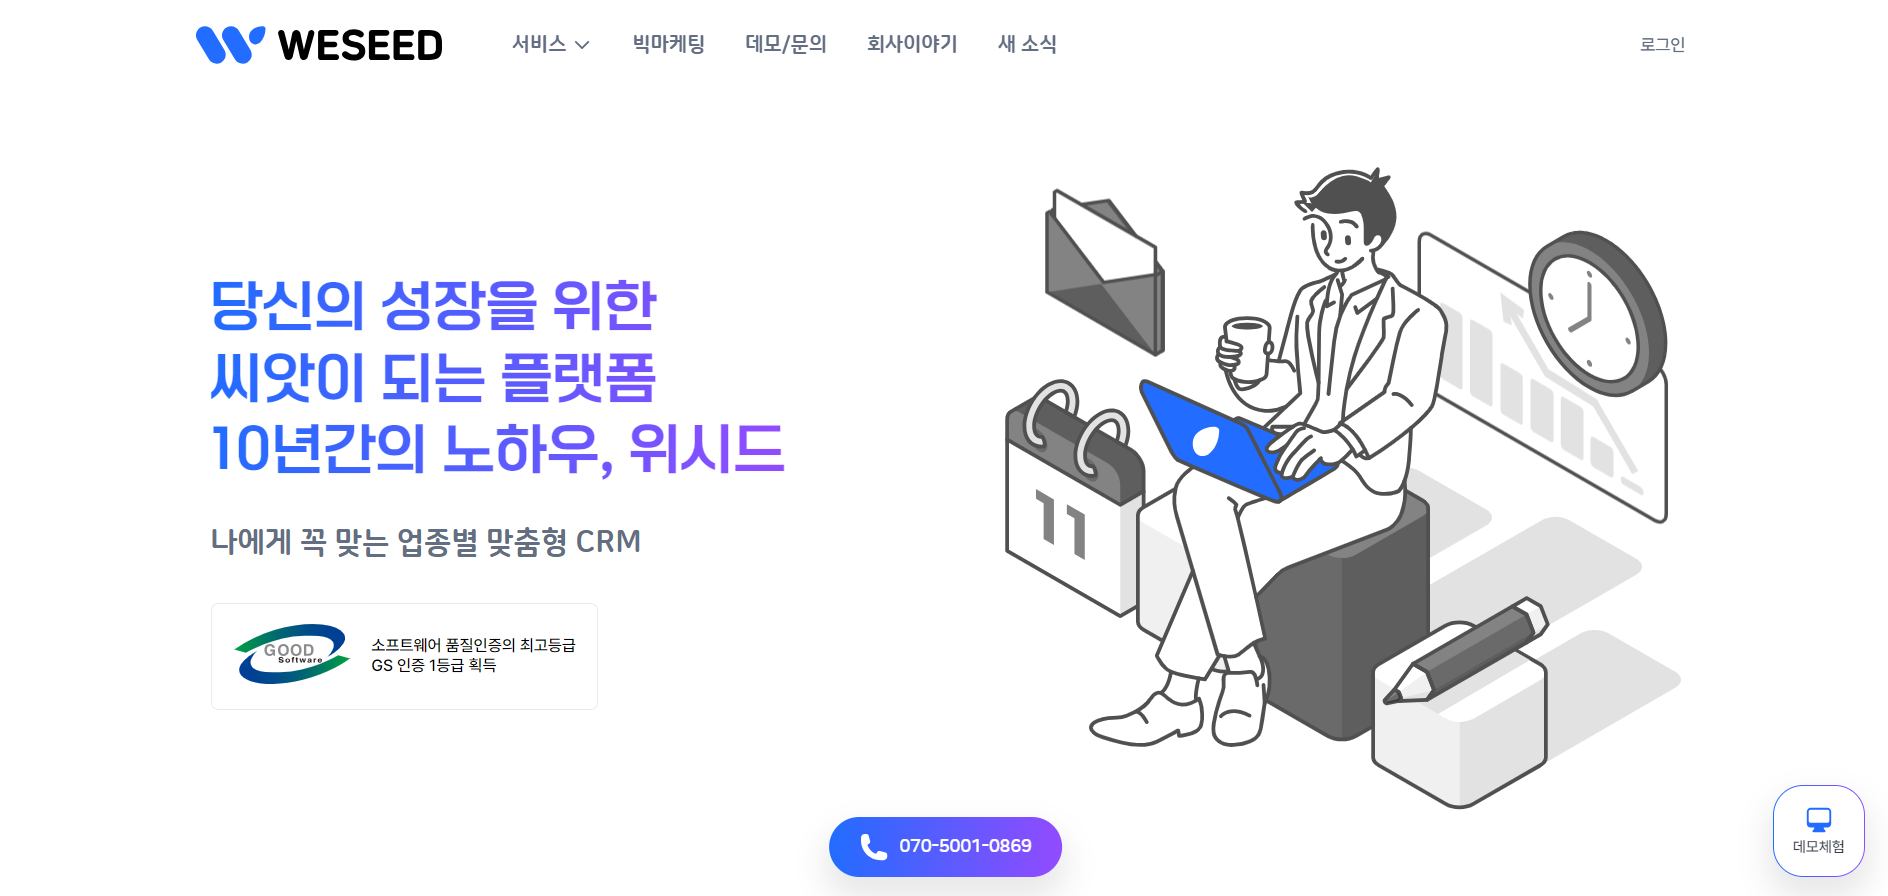 WESEED
서비스
빅마케팅
데모/문의
회사이야기
새 소식
로그인
당신의 성장을 위한
씨앗이 되는 플랫폼
10년간의 노하우, 위시드
나에게 꼭 맞는 업종별 맞춤형 CRM
GOOD
Software
소프트웨어 품질인증의 최고등급
GS 인증 1등급 획득
11
070-5001-0869
데모체험